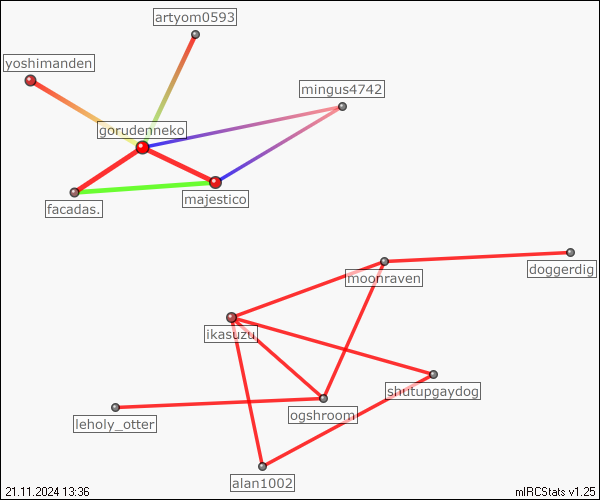 artyom0593
yoshimanden
mingus4742
gorudenneko
majestico
facadas.
moonraven
doggerdig
ikasuzu
shutupgaydog
ogshroom
leholy_otter
alan1002
21.11.2024 13:36
mIRCStats v1.25